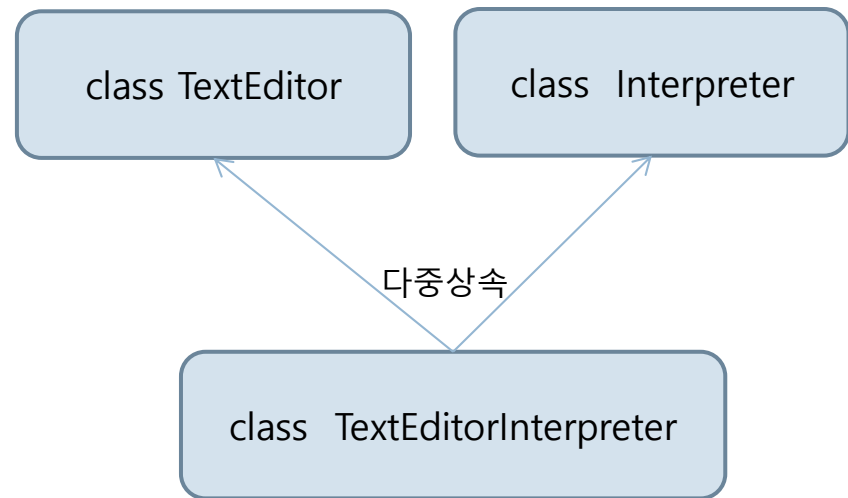 class TextEditor
class Interpreter
다중상속
class TextEditorInterpreter